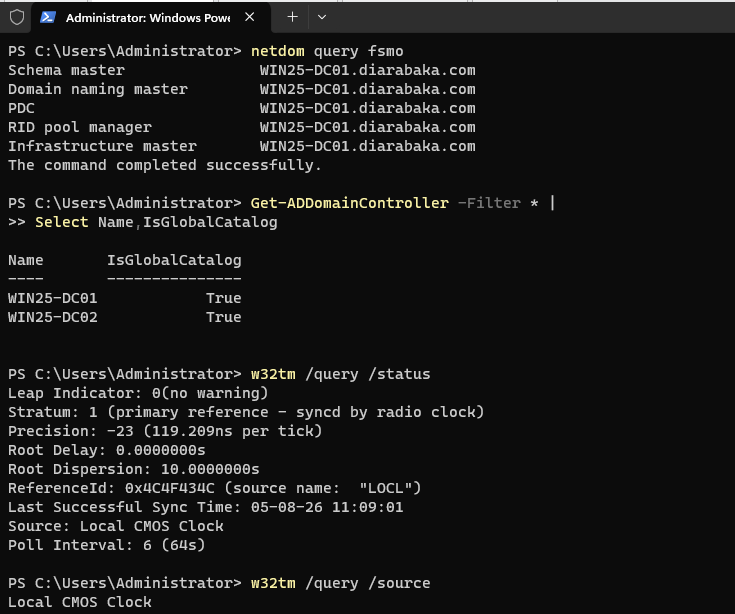 Administrator: Windows Powe
PS C:\Users\Administrator> netdom query fsmo
Schema master               WIN25-DC01.diarabaka.com
Domain naming master        WIN25-DC01.diarabaka.com
PDC                         WIN25-DC01.diarabaka.com
RID pool manager            WIN25-DC01.diarabaka.com
Infrastructure master       WIN25-DC01.diarabaka.com
The command completed successfully.
PS C:\Users\Administrator> Get-ADDomainController -Filter * |
>> Select Name,IsGlobalCatalog
Name       IsGlobalCatalog
----       ---------------
WIN25-DC01            True
WIN25-DC02            True
PS C:\Users\Administrator> w32tm /query /status
Leap Indicator: 0(no warning)
Stratum: 1 (primary reference - syncd by radio clock)
Precision: -23 (119.209ns per tick)
Root Delay: 0.0000000s
Root Dispersion: 10.0000000s
ReferenceId: 0x4C4F434C (source name:  "LOCL")
Last Successful Sync Time: 05-08-26 11:09:01
Source: Local CMOS Clock
Poll Interval: 6 (64s)
PS C:\Users\Administrator> w32tm /query /source
Local CMOS Clock